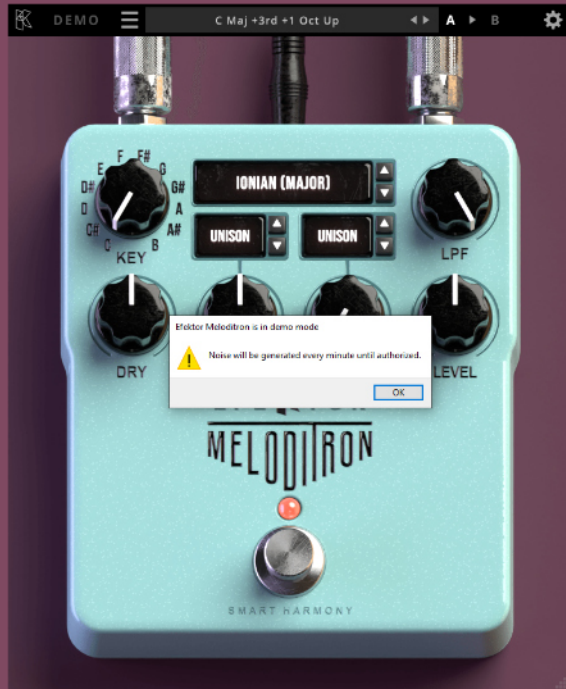 DEMO
C Maj +3rd +1 Oct Up
A
B
F F#
E G
D# G#
D A
C# A#
C B
KEY
IONIAN (MAJOR)
UNISON
UNISON
LPF
DRY
LEVEL
Efektor Meloditron is in demo mode
Noise will be generated every minute until authorized.
OK
MELODITRON
SMART HARMONY